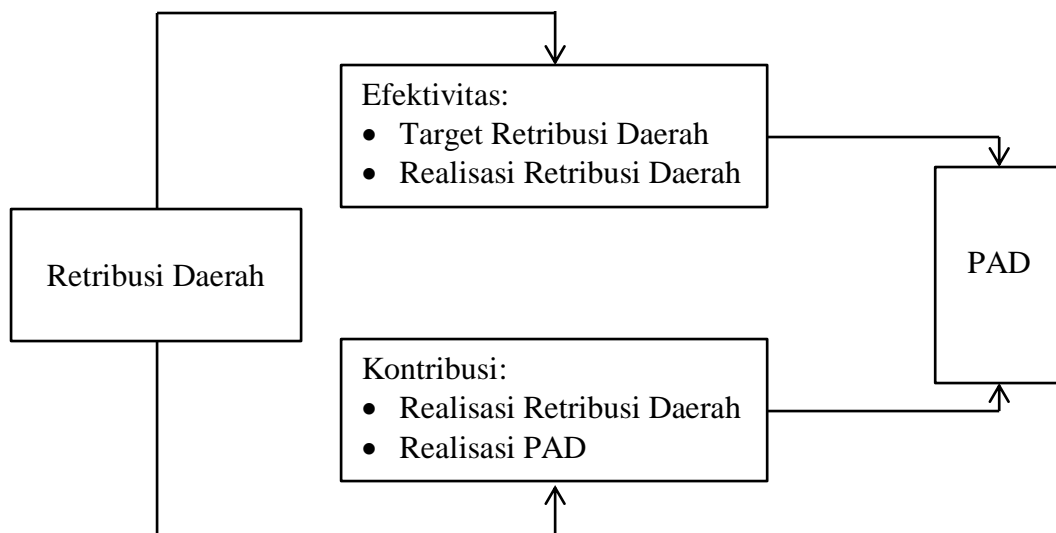 Efektivitas:
• Target Retribusi Daerah
• Realisasi Retribusi Daerah
Retribusi Daerah
PAD
Kontribusi:
• Realisasi Retribusi Daerah
• Realisasi PAD